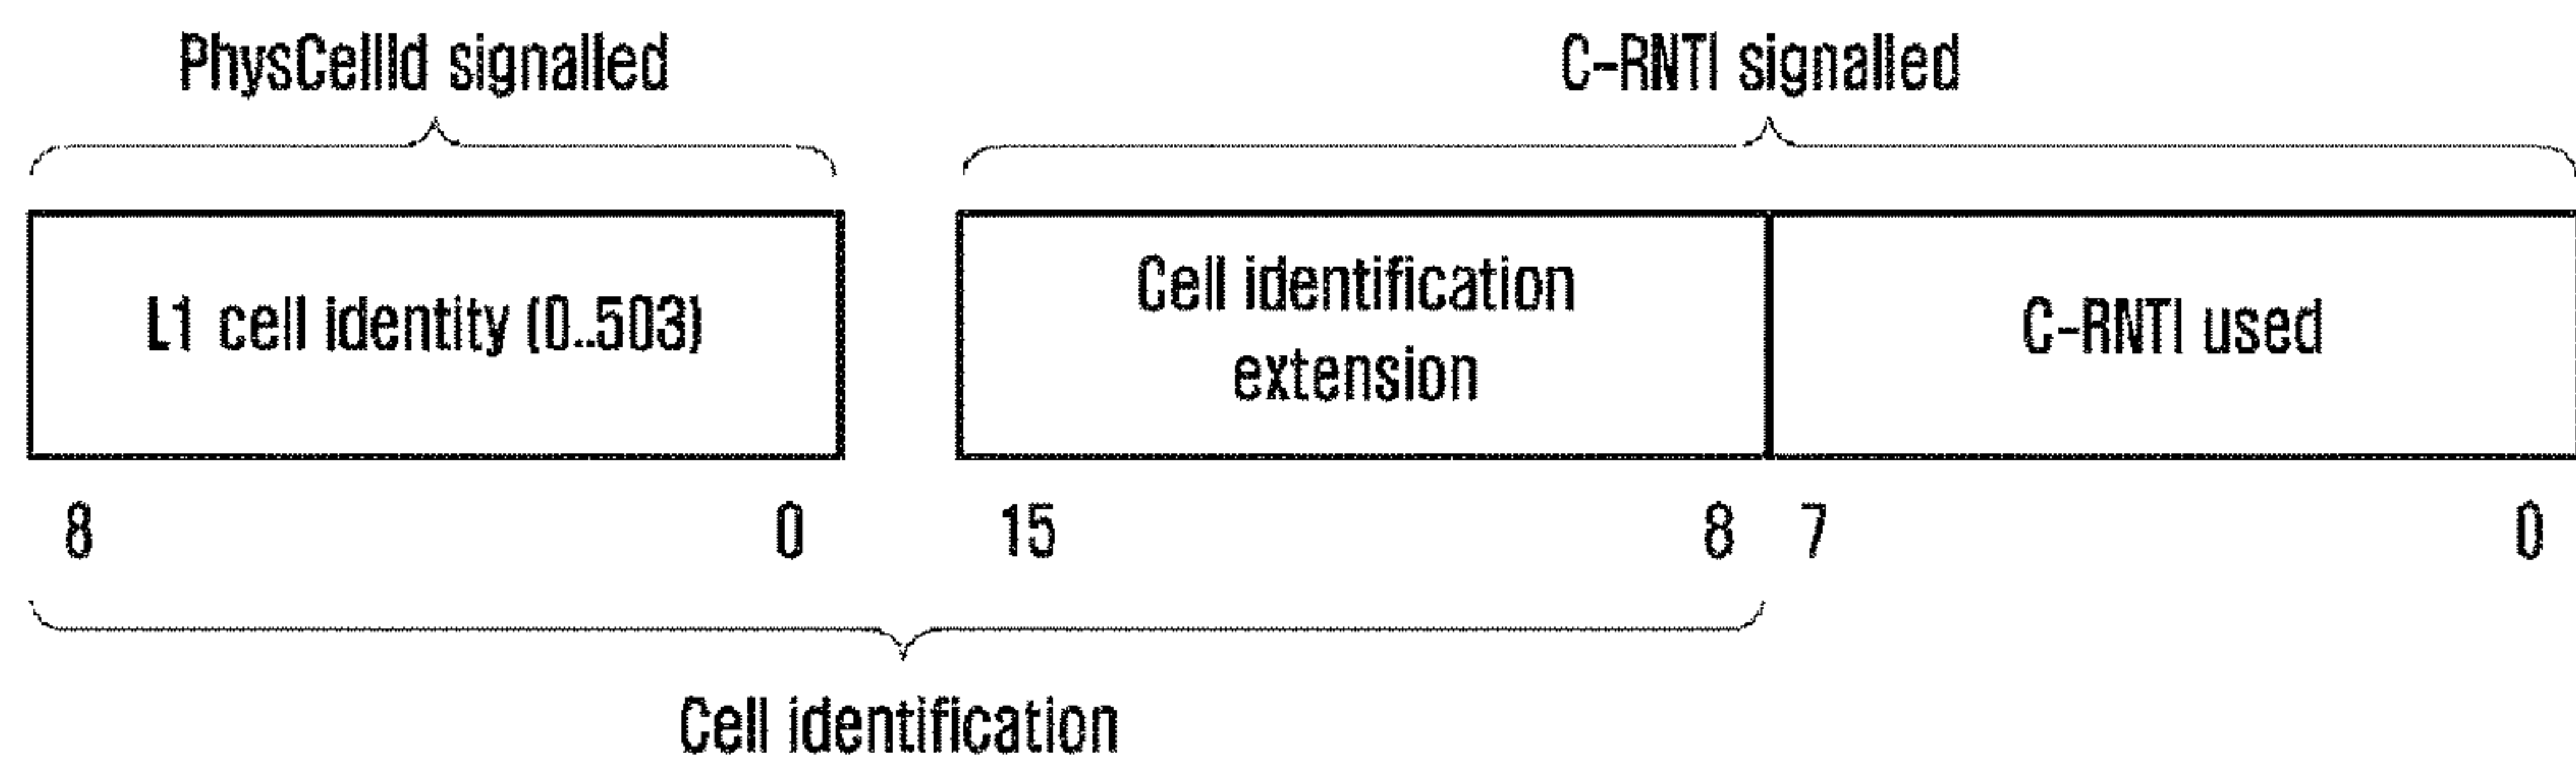 PhysCellId signalled
C-RNTI signalled
L1 cell identity (0..503)
Cell identification
extension
C-RNTI used
8 0 15 8 7 0
Cell identification